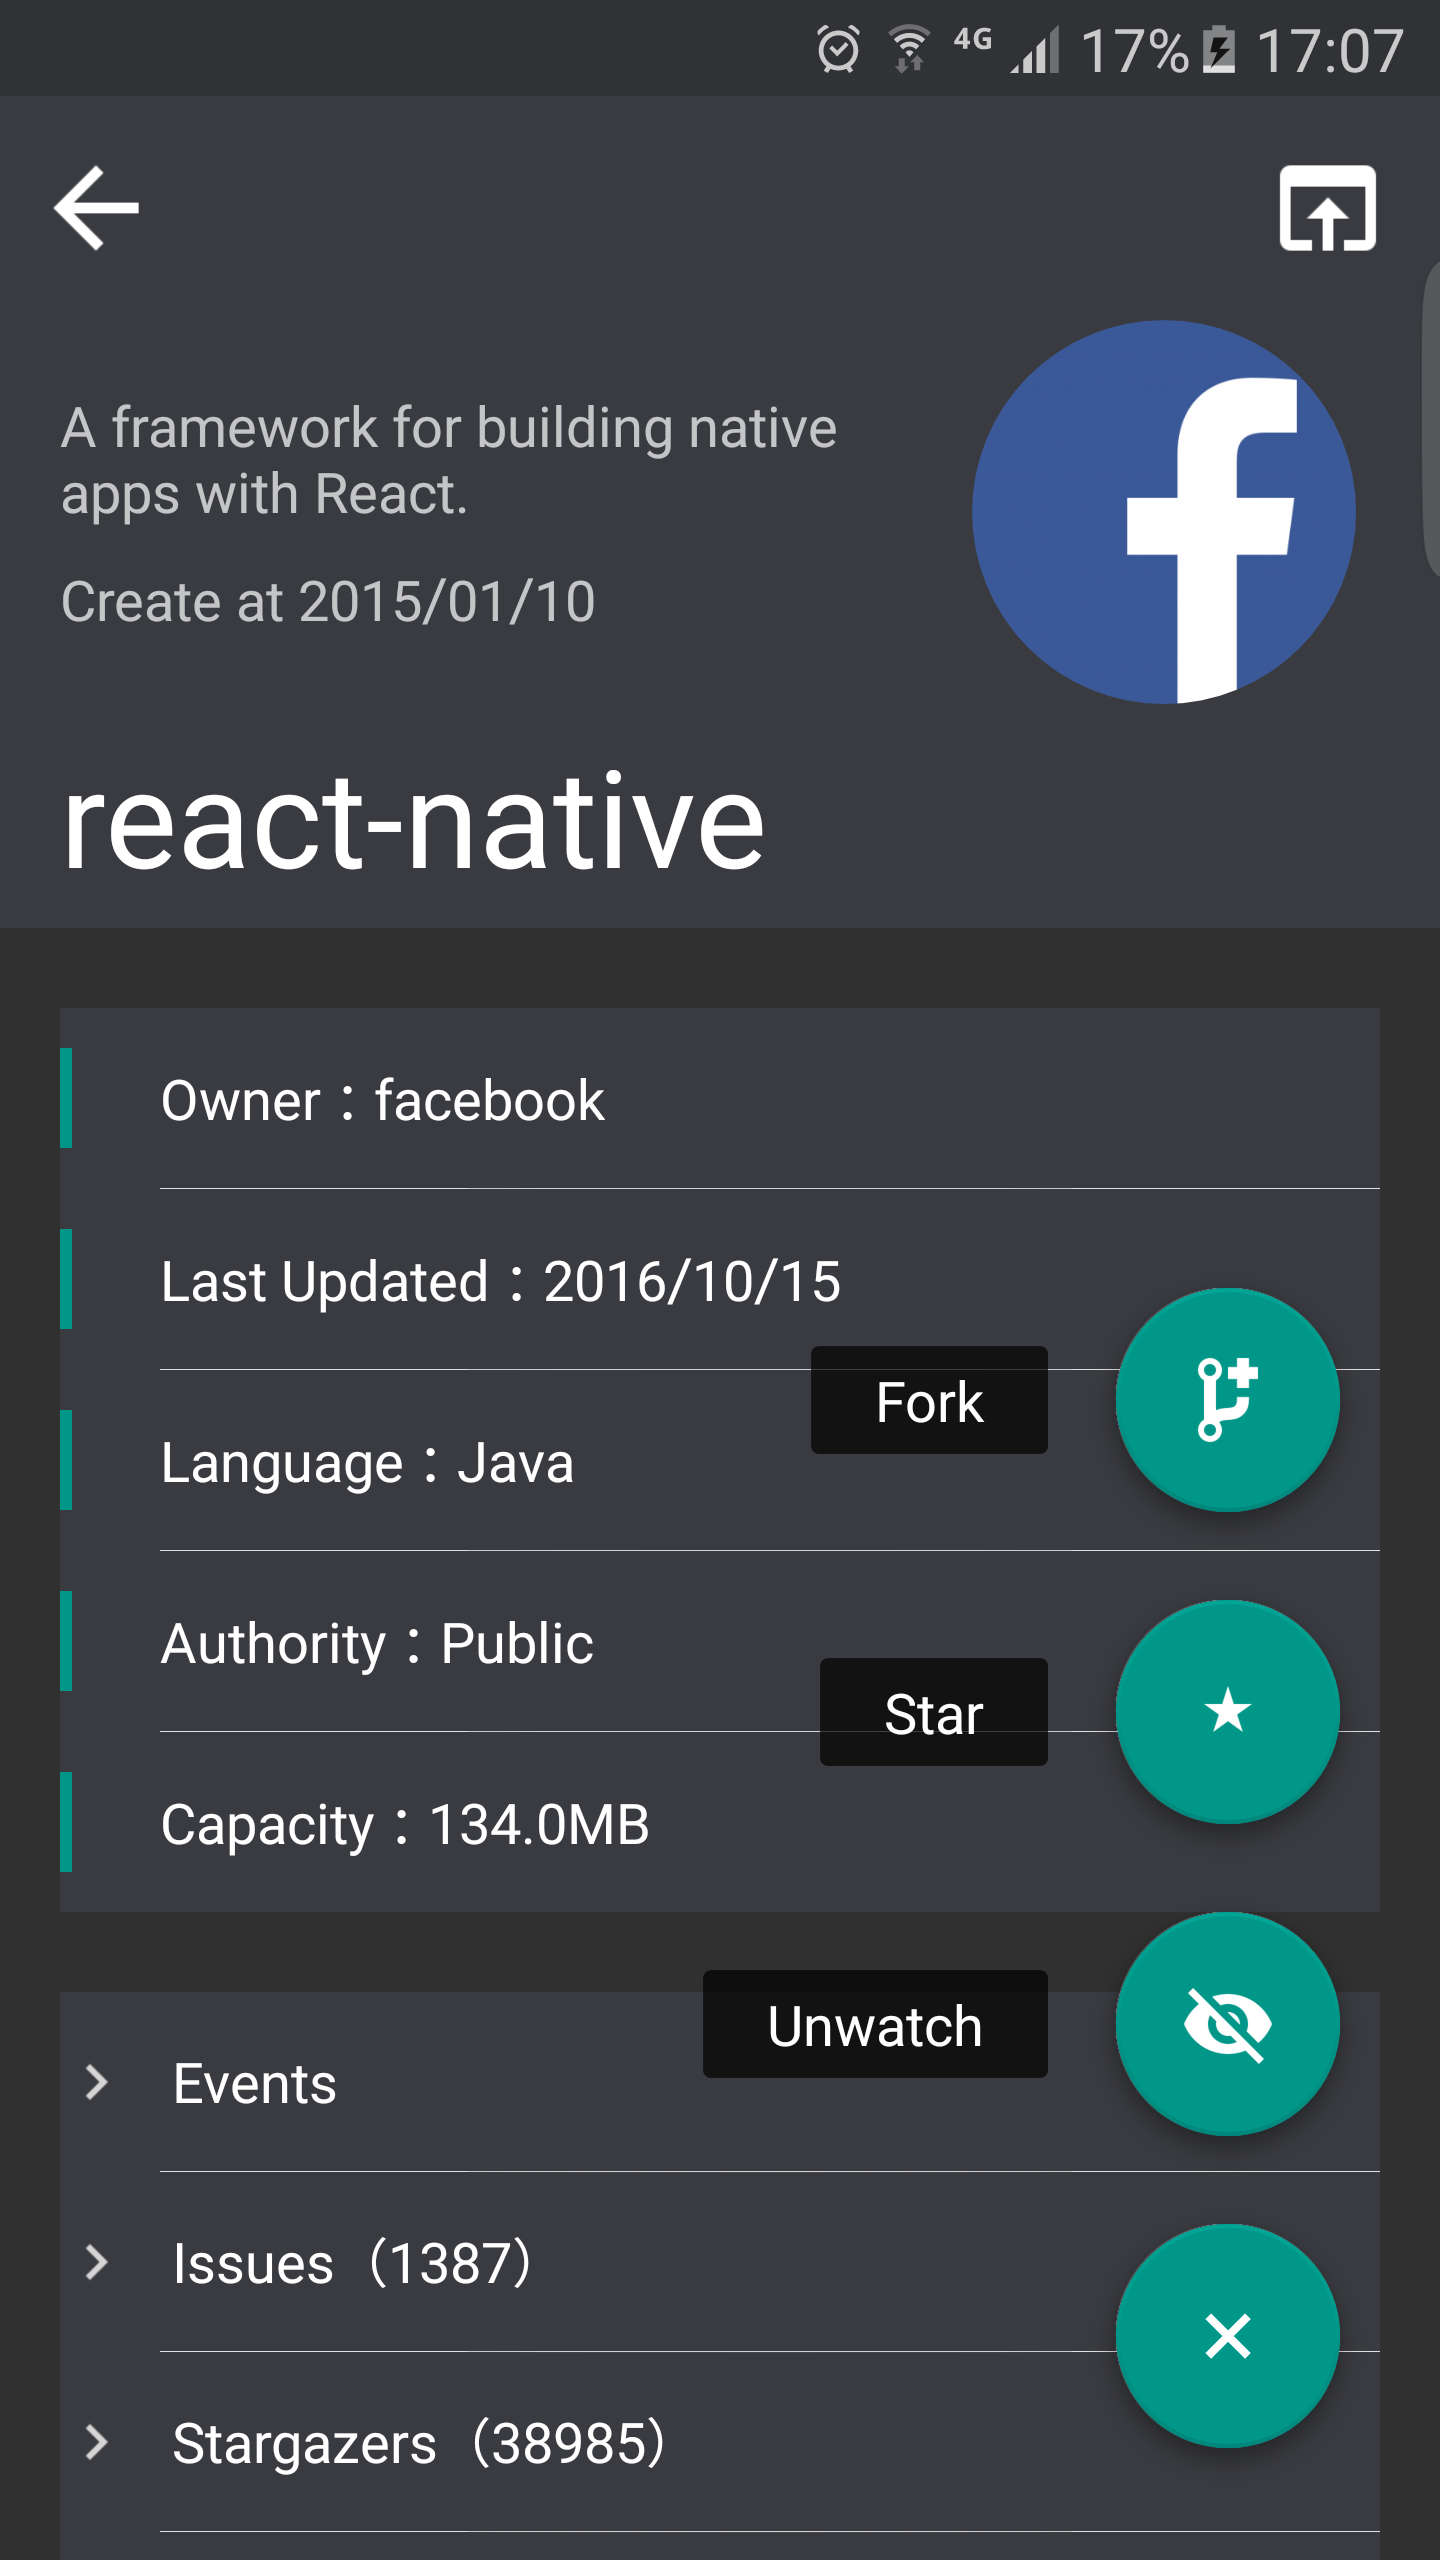 4G 17% 17:07
A framework for building native
apps with React.
Create at 2015/01/10
react-native
Owner：facebook
Last Updated：2016/10/15
Fork
Language：Java
Authority：Public
Star
Capacity：134.0MB
Unwatch
Events
Issues（1387）
Stargazers（38985）